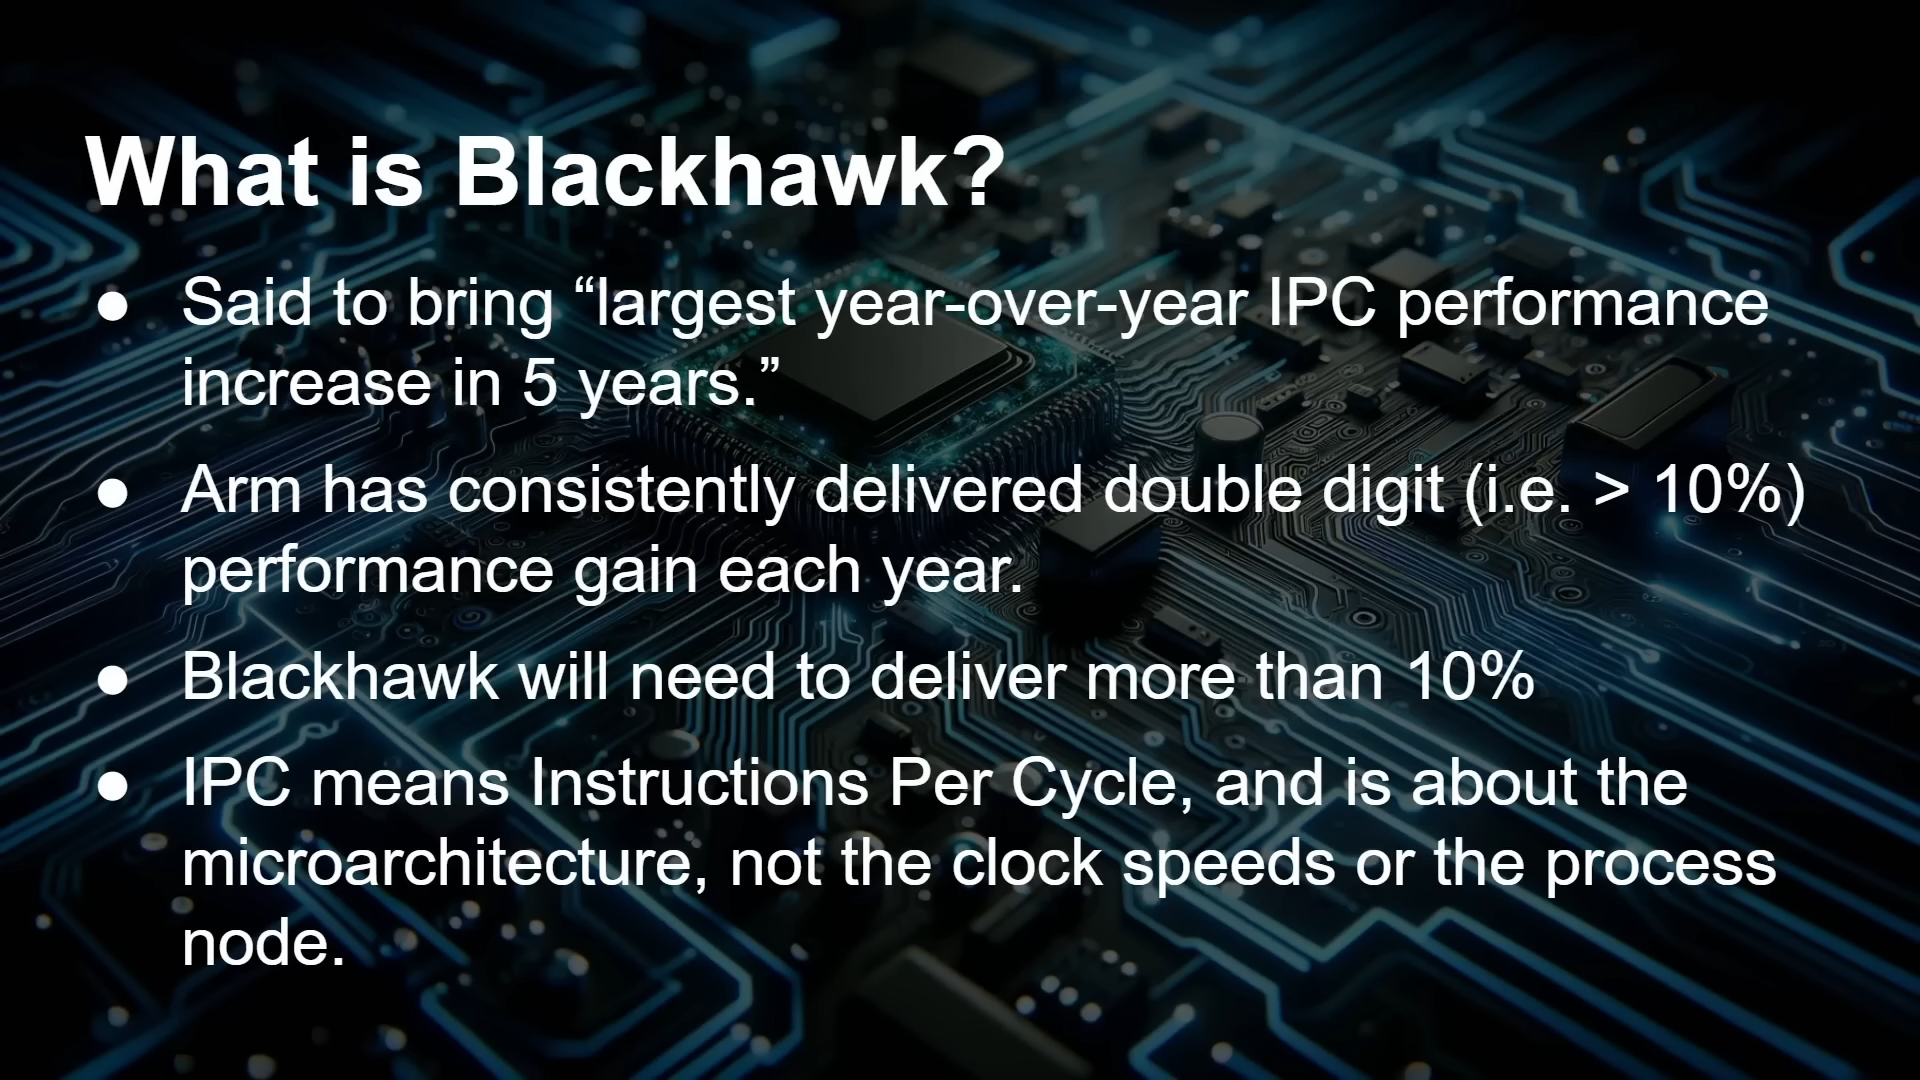 What is Blackhawk?
● Said to bring “largest year-over-year IPC performance
increase in 5 years.”
● Arm has consistently delivered double digit (i.e. > 10%)
performance gain each year.
● Blackhawk will need to deliver more than 10%
● IPC means Instructions Per Cycle, and is about the
microarchitecture, not the clock speeds or the process
node.